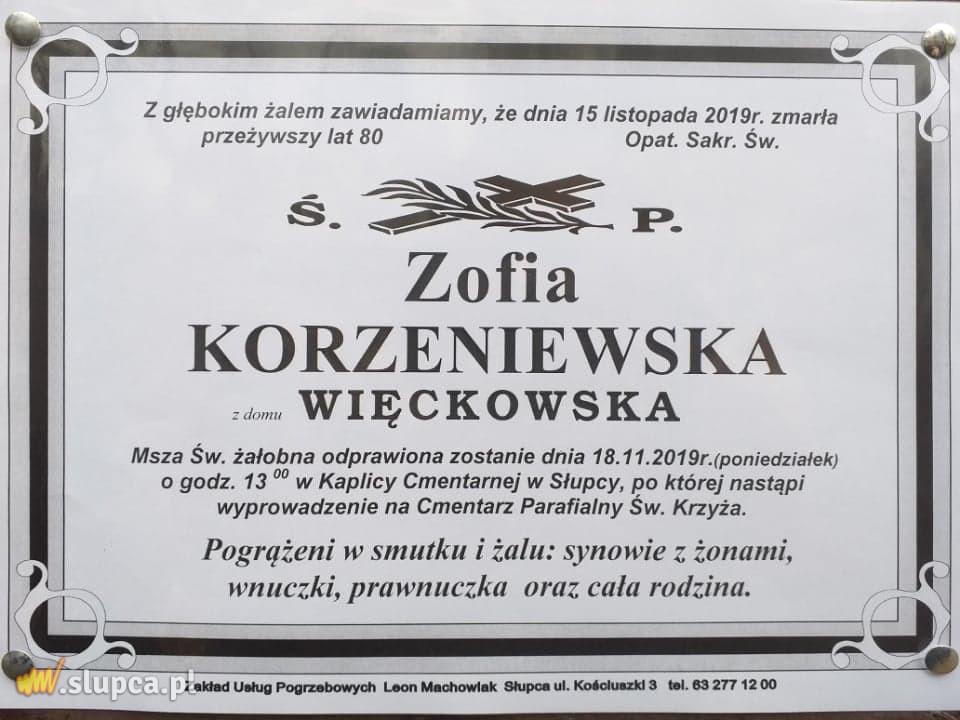 Z głębokim żalem zawiadamiamy, że dnia 15 listopada 2019r. zmarła
przeżywszy lat 80 Opat. Sakr. Św.
Ś. P.
Zofia
KORZENIEWSKA
z domu WIĘCKOWSKA
Msza Św. żałobna odprawiona zostanie dnia 18.11.2019r.(poniedziałek)
o godz. 13 00 w Kaplicy Cmentarnej w Słupcy, po której nastąpi
wyprowadzenie na Cmentarz Parafialny Św. Krzyża.
Pogrążeni w smutku i żalu: synowie z żonami,
wnuczki, prawnuczka oraz cała rodzina.
Zakład Usług Pogrzebowych Leon Machowiak Słupca ul. Kościuszki 3 tel. 63 277 12 00
www.slupca.pl